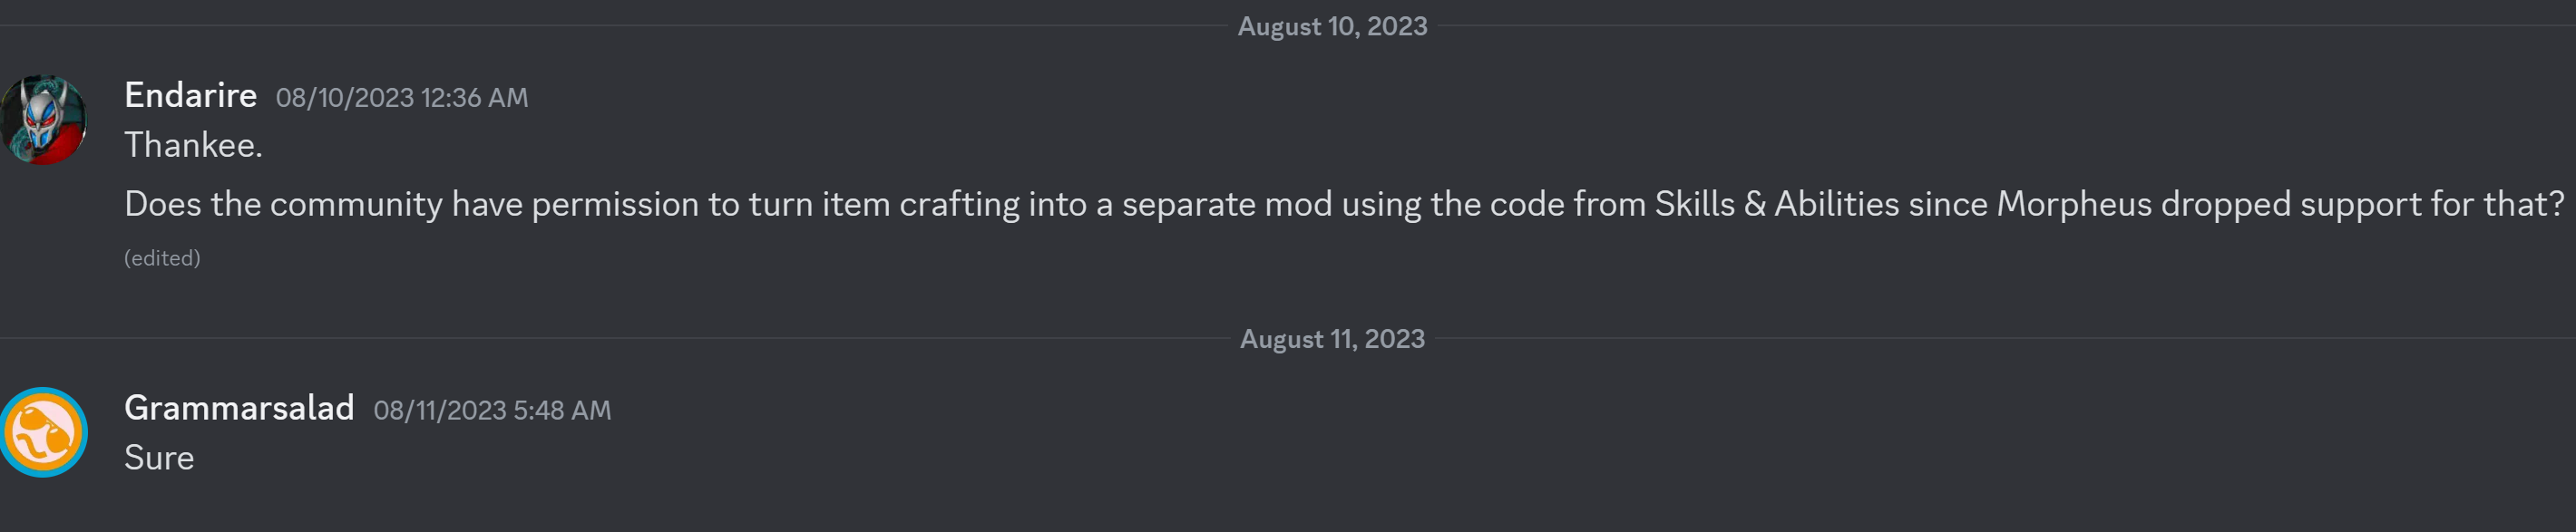 August 10, 2023
Endarire 08/10/2023 12:36 AM
Thankee.
Does the community have permission to turn item crafting into a separate mod using the code from Skills & Abilities since Morpheus dropped support for that?
(edited)
August 11, 2023
Grammarsalad 08/11/2023 5:48 AM
Sure